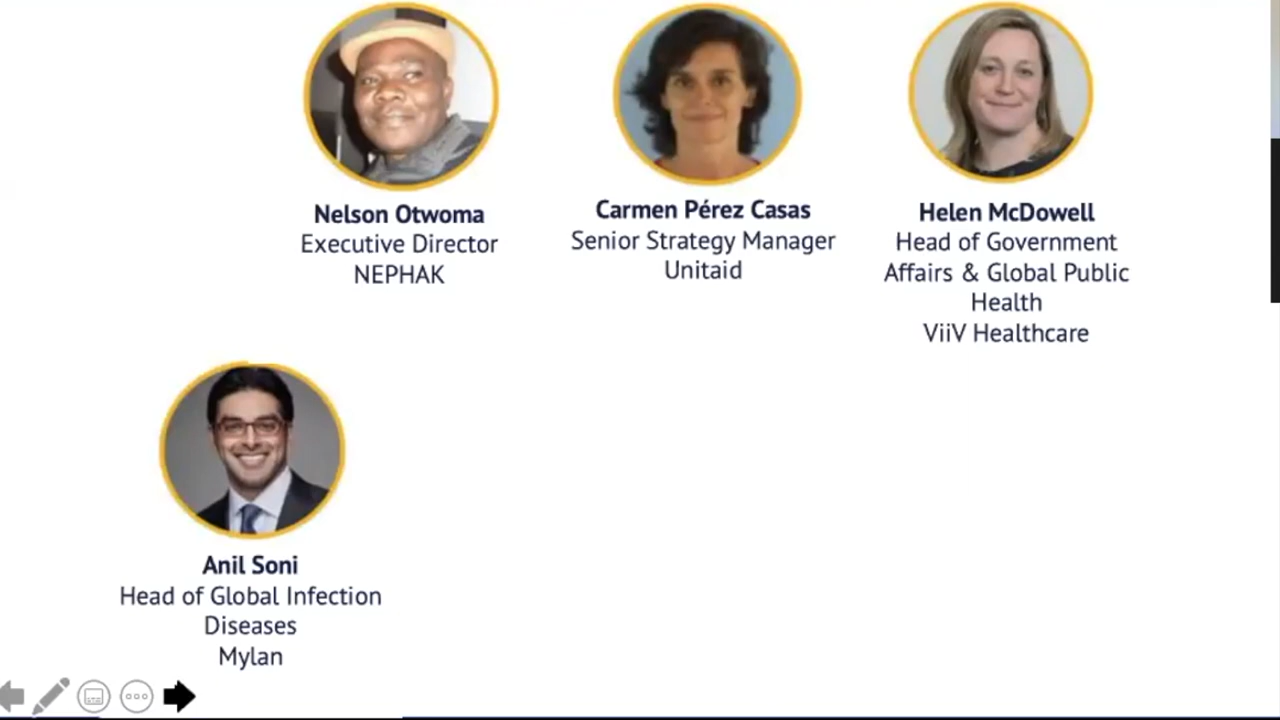 Nelson Otwoma
Executive Director
NEPHAK
Carmen Pérez Casas
Senior Strategy Manager
Unitaid
Helen McDowell
Head of Government
Affairs & Global Public
Health
ViiV Healthcare
Anil Soni
Head of Global Infection
Diseases
Mylan